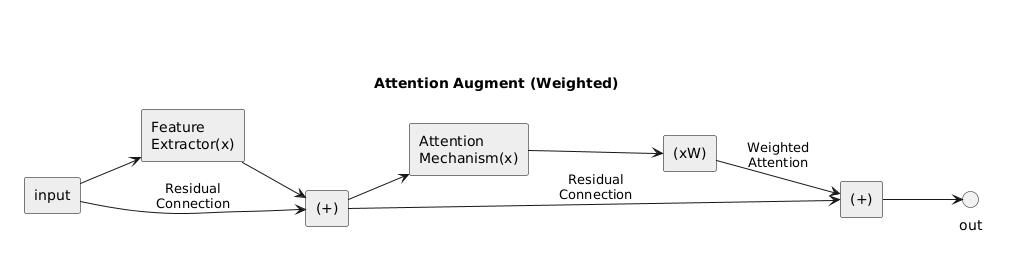 Attention Augment (Weighted)
Feature
Extractor(x)
Attention
Mechanism(x)
(xW)
Weighted
Attention
input
Residual
Connection
(+)
Residual
Connection
(+)
out